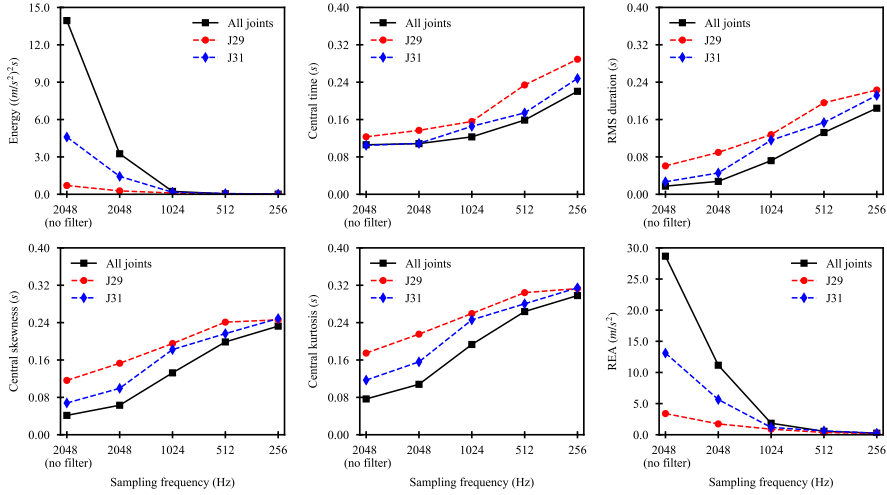 Energy ((m/s²)²s)
15.0
12.0
9.0
6.0
3.0
0.0
All joints
J29
J31
2048 2048 1024 512 256
(no filter)
Central time (s)
0.40
0.32
0.24
0.16
0.08
0.00
All joints
J29
J31
2048 2048 1024 512 256
(no filter)
RMS duration (s)
0.40
0.32
0.24
0.16
0.08
0.00
All joints
J29
J31
2048 2048 1024 512 256
(no filter)
Central skewness (s)
0.40
0.32
0.24
0.16
0.08
0.00
All joints
J29
J31
2048 2048 1024 512 256
(no filter)
Sampling frequency (Hz)
Central kurtosis (s)
0.40
0.32
0.24
0.16
0.08
0.00
All joints
J29
J31
2048 2048 1024 512 256
(no filter)
Sampling frequency (Hz)
REA (m/s²)
30.0
25.0
20.0
15.0
10.0
5.0
0.0
All joints
J29
J31
2048 2048 1024 512 256
(no filter)
Sampling frequency (Hz)